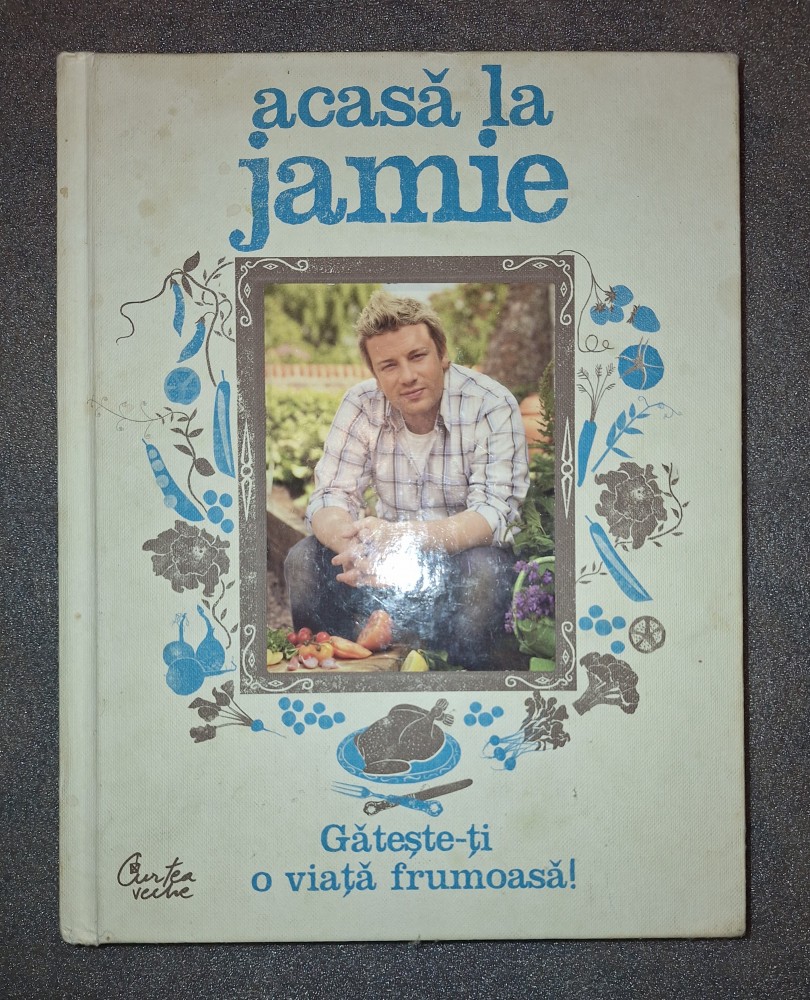 acasă la
jamie
Gătește-ți
o viață frumoasă!
Curtea
veche